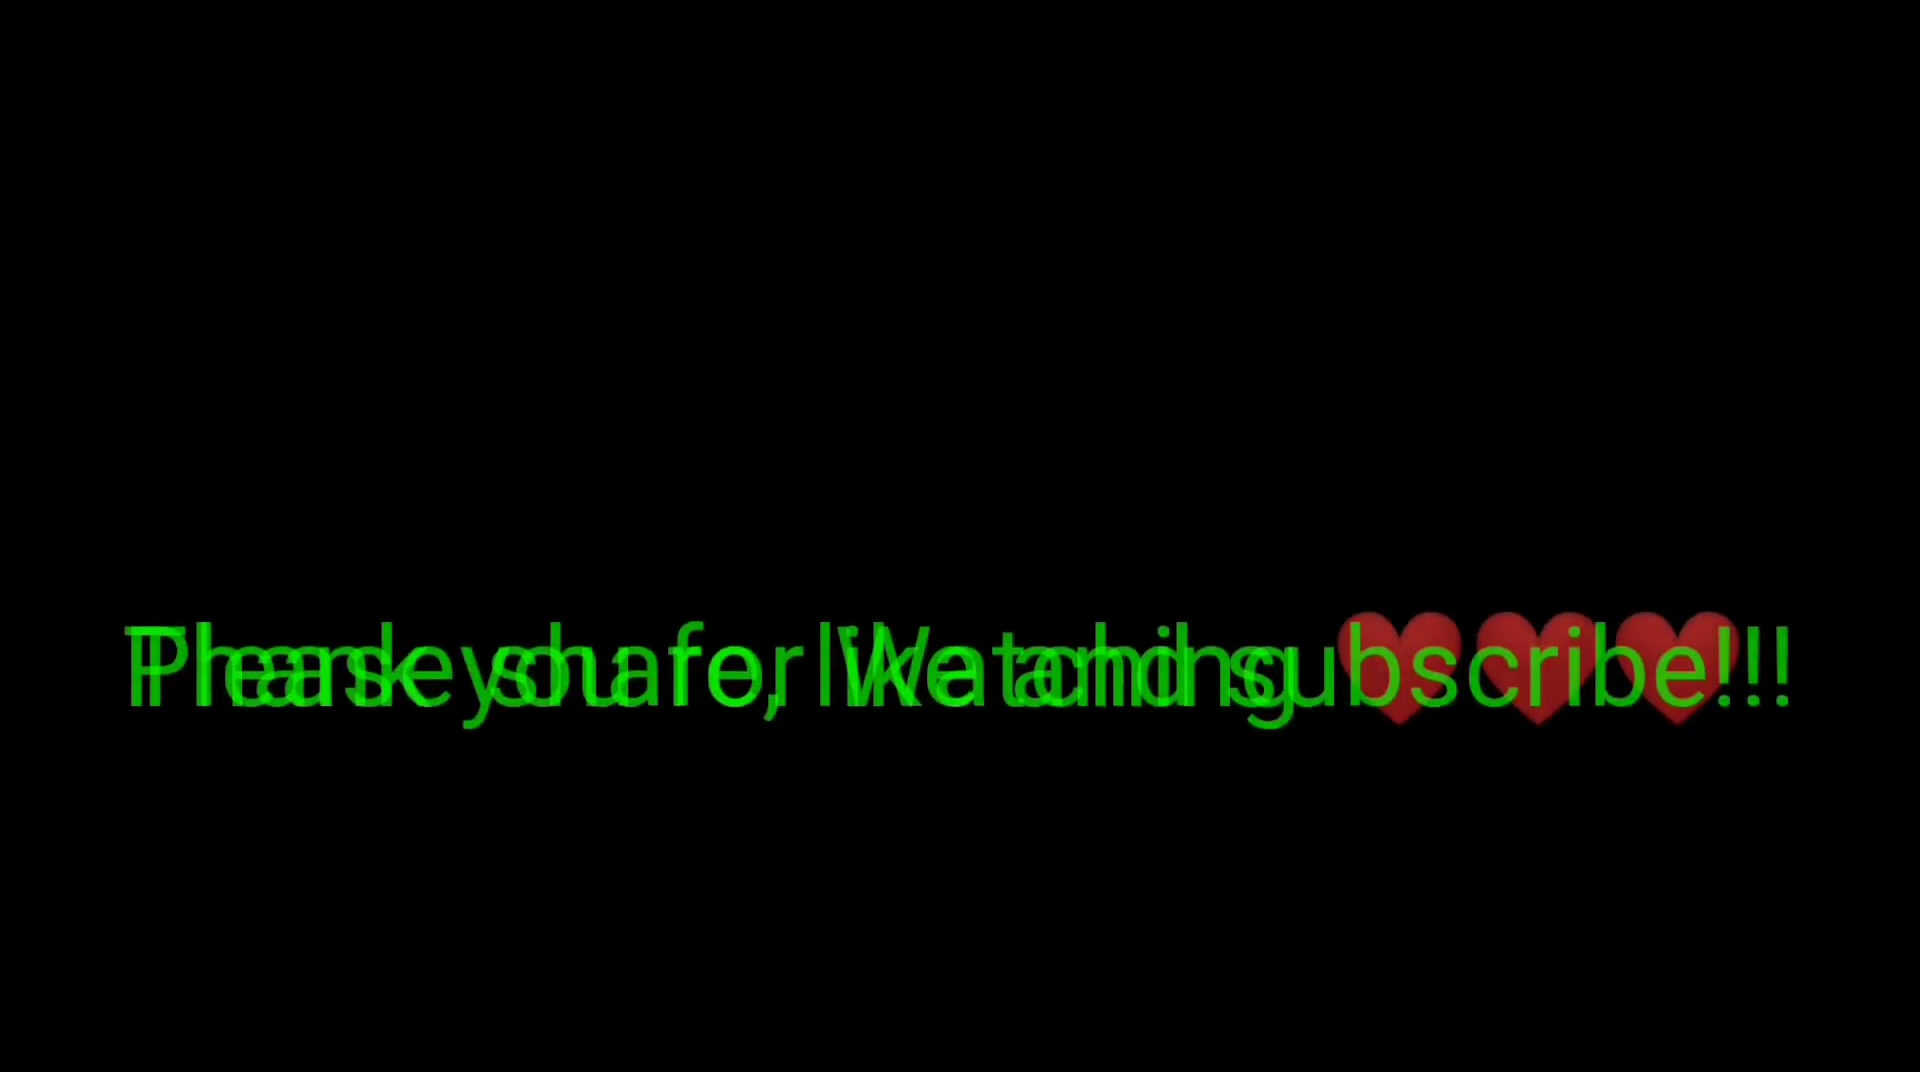 Thank you for Watching ♥️♥️♥️
Please share, like and subscribe!!!